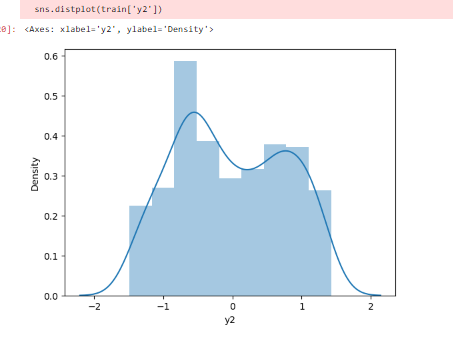 sns.distplot(train['y2'])
0]: <Axes: xlabel='y2', ylabel='Density'>
0.6
0.5
0.4
0.3
0.2
0.1
0.0
Density
−2 −1 0 1 2
y2